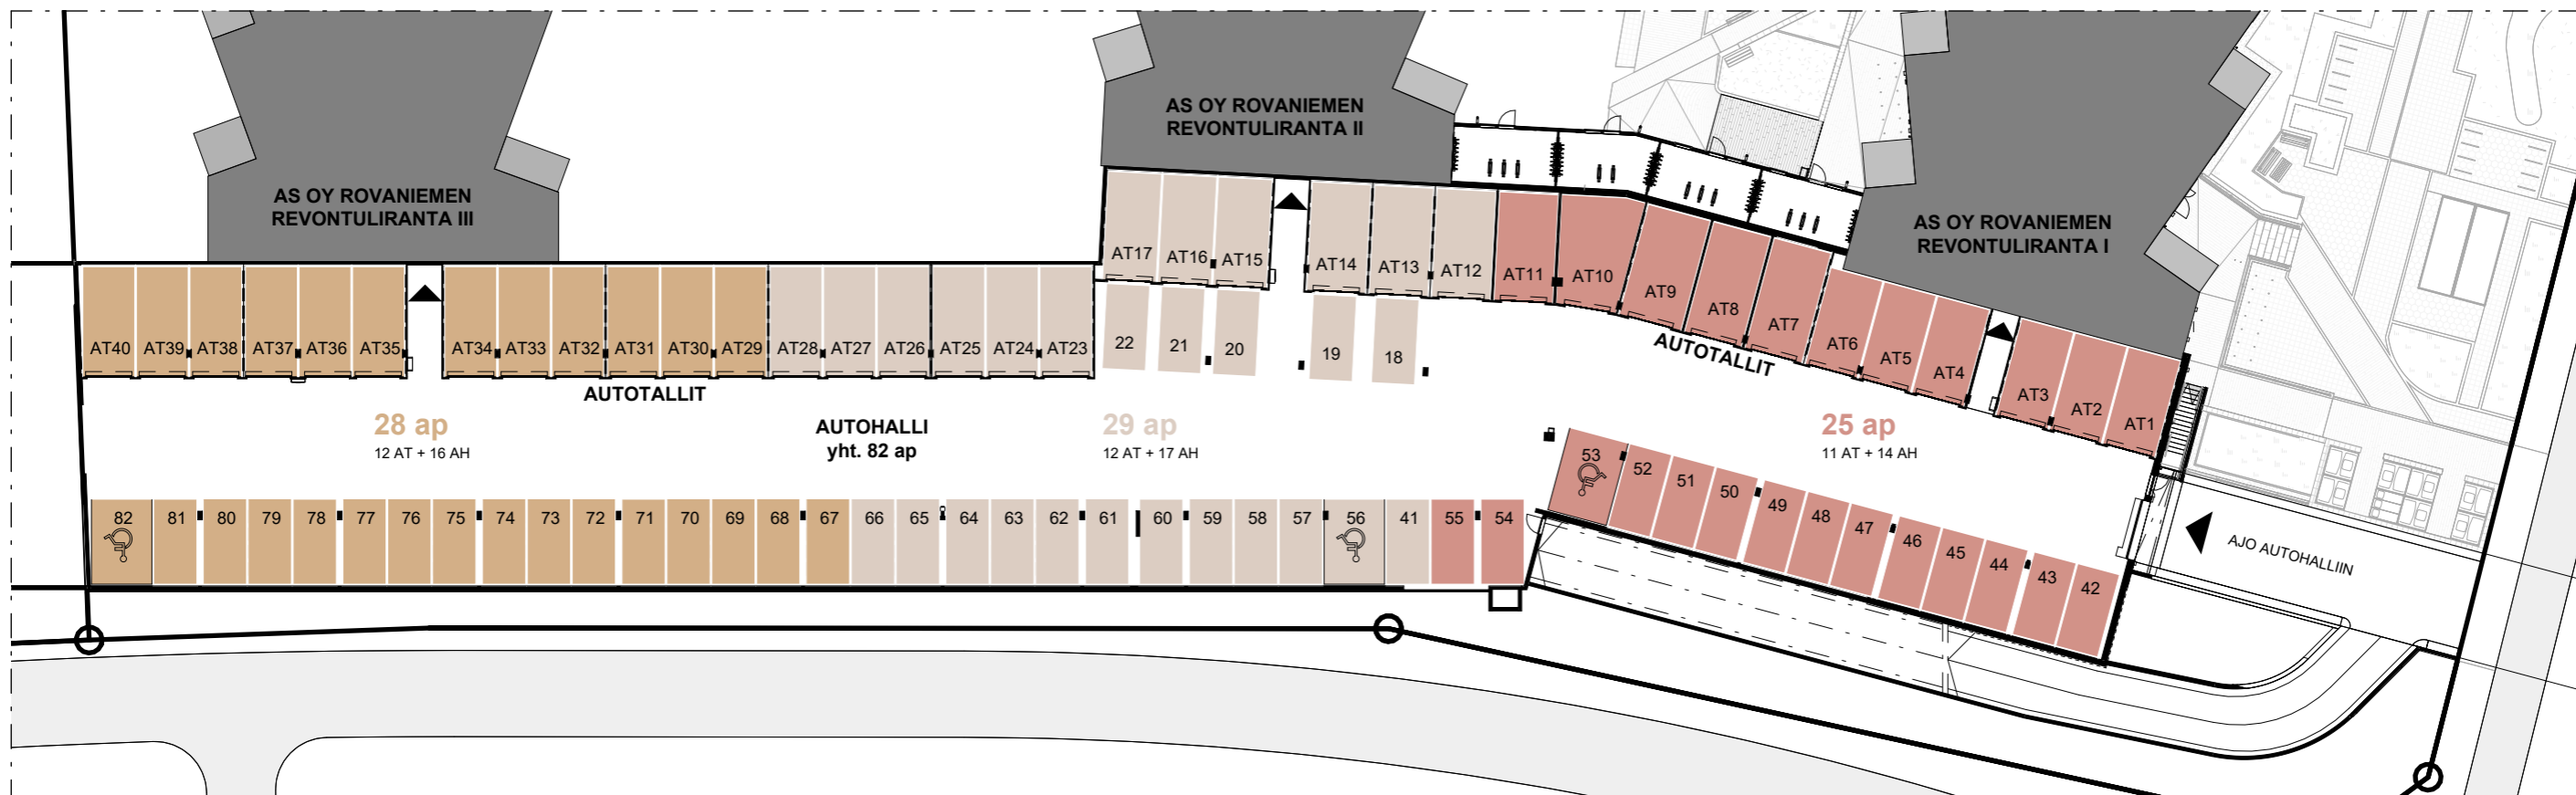 AS OY ROVANIEMEN
REVONTULIRANTA III
AS OY ROVANIEMEN
REVONTULIRANTA II
AS OY ROVANIEMEN
REVONTULIRANTA I
AT40 AT39 AT38 AT37 AT36 AT35 AT34 AT33 AT32 AT31 AT30 AT29 AT28 AT27 AT26 AT25 AT24 AT23
AT17 AT16 AT15 AT14 AT13 AT12 AT11 AT10 AT9 AT8 AT7 AT6 AT5 AT4 AT3 AT2 AT1
22 21 20 19 18
AUTOTALLIT
AUTOTALLIT
28 ap
12 AT + 16 AH
AUTOHALLI
yht. 82 ap
29 ap
12 AT + 17 AH
25 ap
11 AT + 14 AH
82 81 80 79 78 77 76 75 74 73 72 71 70 69 68 67 66 65 64 63 62 61 60 59 58 57 56 41 55 54
53 52 51 50 49 48 47 46 45 44 43 42
AJO AUTOHALLIIN